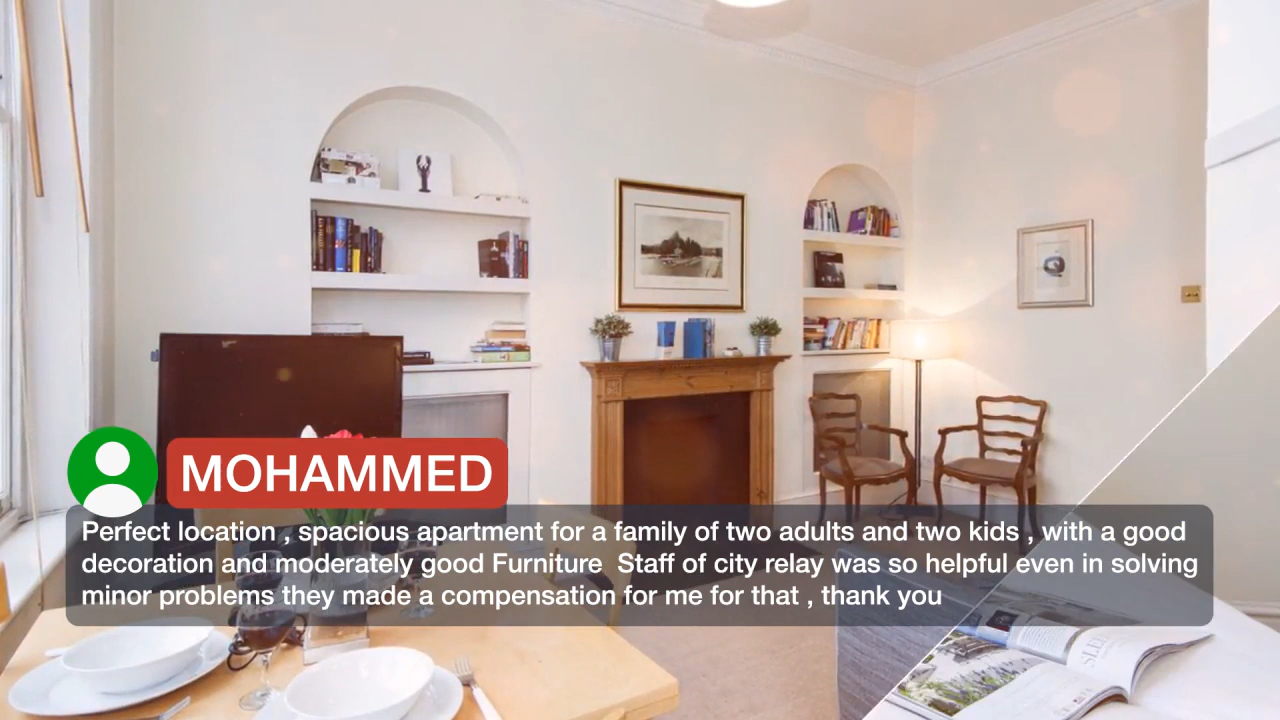 MOHAMMED
Perfect location , spacious apartment for a family of two adults and two kids , with a good
decoration and moderately good Furniture  Staff of city relay was so helpful even in solving
minor problems they made a compensation for me for that , thank you